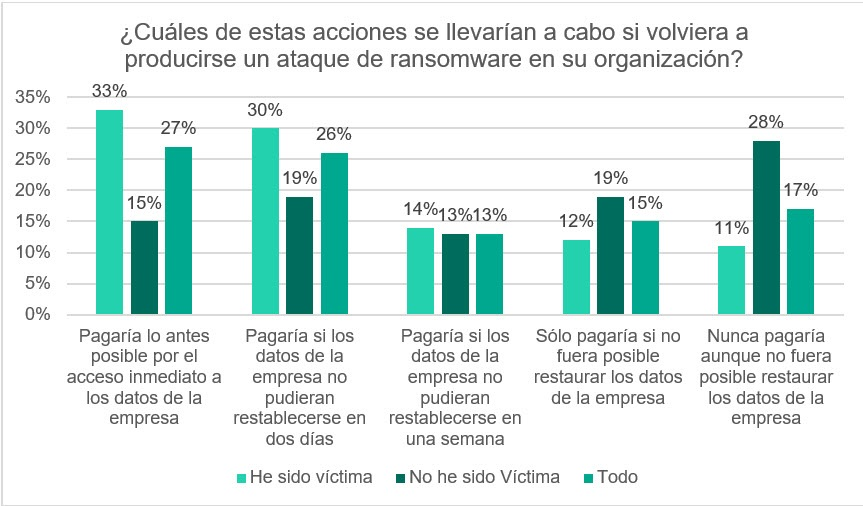 ¿Cuáles de estas acciones se llevarían a cabo si volviera a
producirse un ataque de ransomware en su organización?
35%
30%
25%
20%
15%
10%
5%
0%
33%
15%
27%
30%
19%
26%
14%
13%
13%
12%
19%
15%
11%
28%
17%
Pagaría lo antes
posible por el
acceso inmediato a
los datos de la
empresa
Pagaría si los
datos de la
empresa no
pudieran
restablecerse en
dos días
Pagaría si los
datos de la
empresa no
pudieran
restablecerse en
una semana
Sólo pagaría si no
fuera posible
restaurar los datos
de la empresa
Nunca pagaría
aunque no fuera
posible restaurar
los datos de la
empresa
He sido víctima
No he sido Víctima
Todo